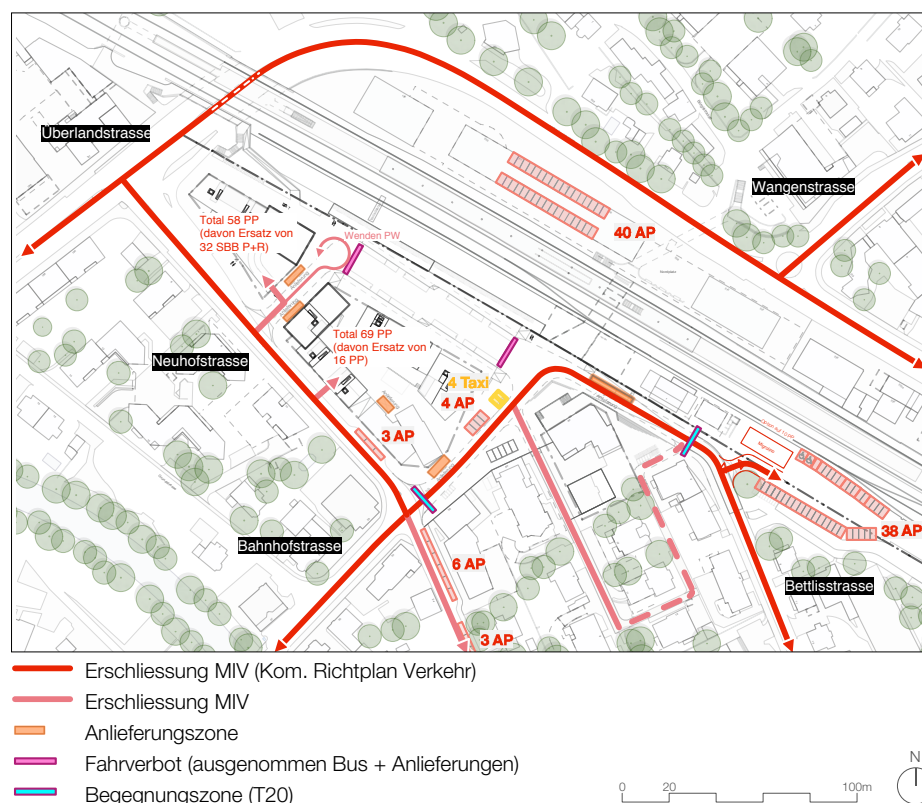 Überlandstrasse
Wangenstrasse
Total 58 PP
(davon Ersatz von
32 SBB P+R)
Wenden PW
40 AP
Total 69 PP
(davon Ersatz von
16 PP)
Neuhofstrasse
4 Taxi
4 AP
3 AP
38 AP
Bahnhofstrasse
6 AP
Bettlisstrasse
3 AP
Erschliessung MIV (Kom. Richtplan Verkehr)
Erschliessung MIV
Anlieferungszone
Fahrverbot (ausgenommen Bus + Anlieferungen)
Begegnungszone (T20)
0 20 100m
N